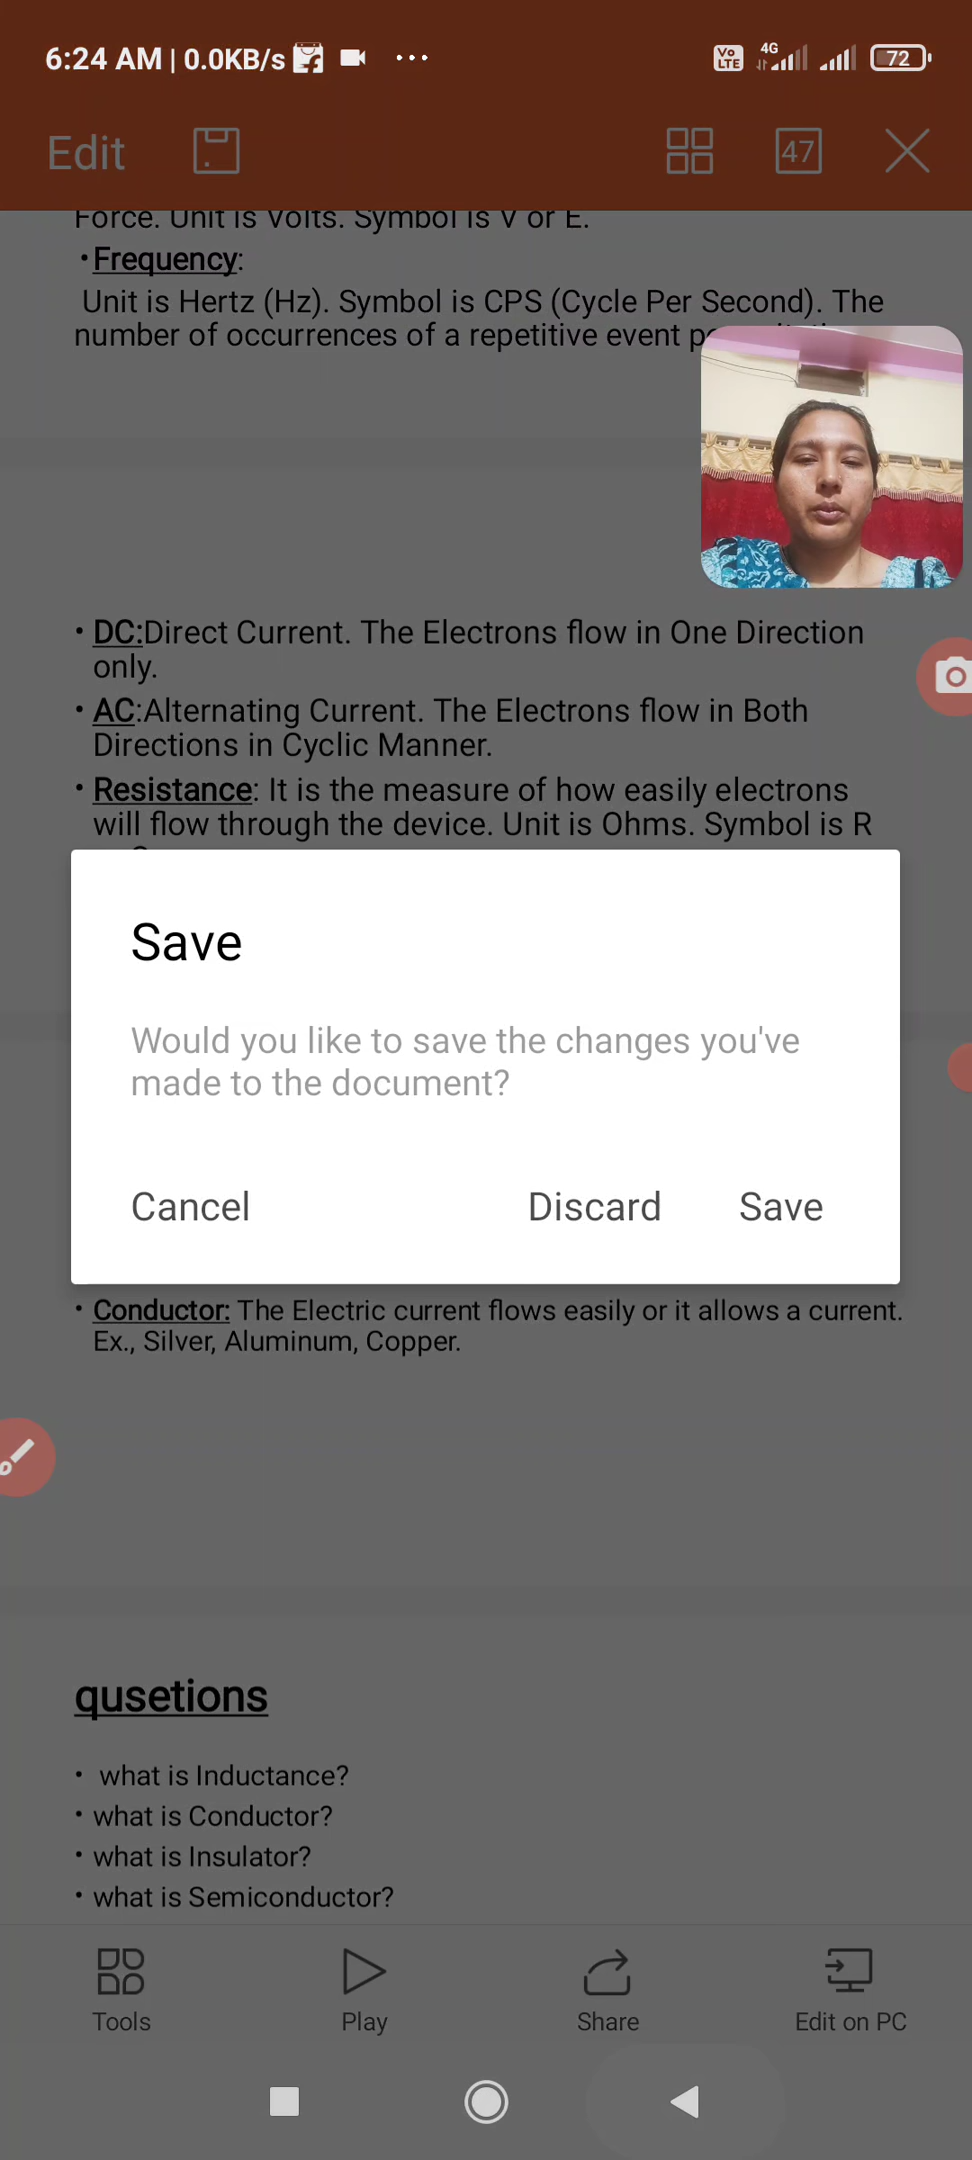 6:24 AM | 0.0KB/s
Vo LTE 4G 72
Edit
47
Force. Unit is Volts. Symbol is V or E.
• Frequency:
Unit is Hertz (Hz). Symbol is CPS (Cycle Per Second). The
number of occurrences of a repetitive event
• DC:Direct Current. The Electrons flow in One Direction
only.
• AC:Alternating Current. The Electrons flow in Both
Directions in Cyclic Manner.
• Resistance: It is the measure of how easily electrons
will flow through the device. Unit is Ohms. Symbol is R
Save
Would you like to save the changes you've
made to the document?
Cancel Discard Save
• Conductor: The Electric current flows easily or it allows a current.
Ex., Silver, Aluminum, Copper.
qusetions
• what is Inductance?
• what is Conductor?
• what is Insulator?
• what is Semiconductor?
Tools Play Share Edit on PC